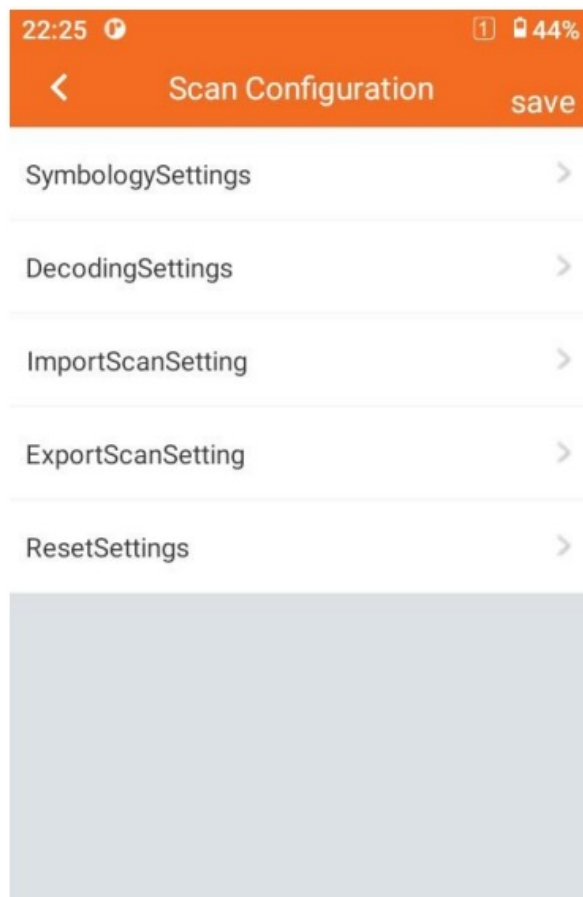 22:25 1 44%
Scan Configuration save
SymbologySettings
DecodingSettings
ImportScanSetting
ExportScanSetting
ResetSettings